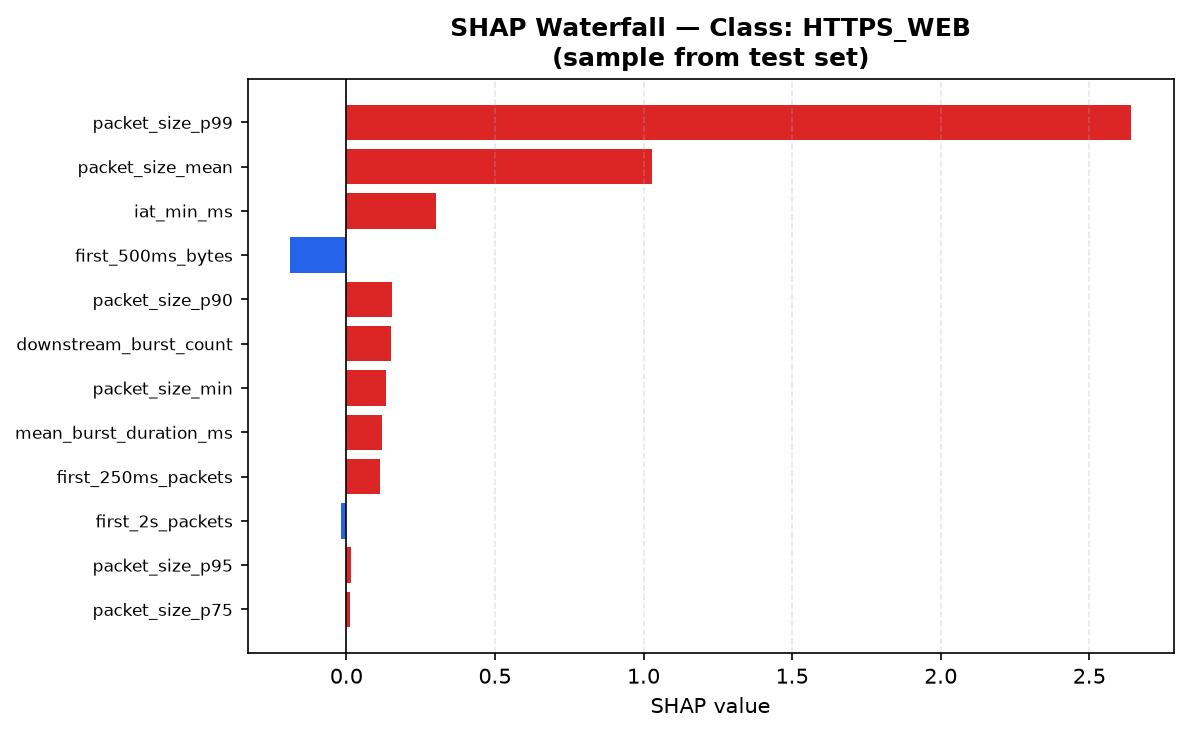 SHAP Waterfall — Class: HTTPS_WEB
(sample from test set)
packet_size_p99
packet_size_mean
iat_min_ms
first_500ms_bytes
packet_size_p90
downstream_burst_count
packet_size_min
mean_burst_duration_ms
first_250ms_packets
first_2s_packets
packet_size_p95
packet_size_p75
0.0 0.5 1.0 1.5 2.0 2.5
SHAP value